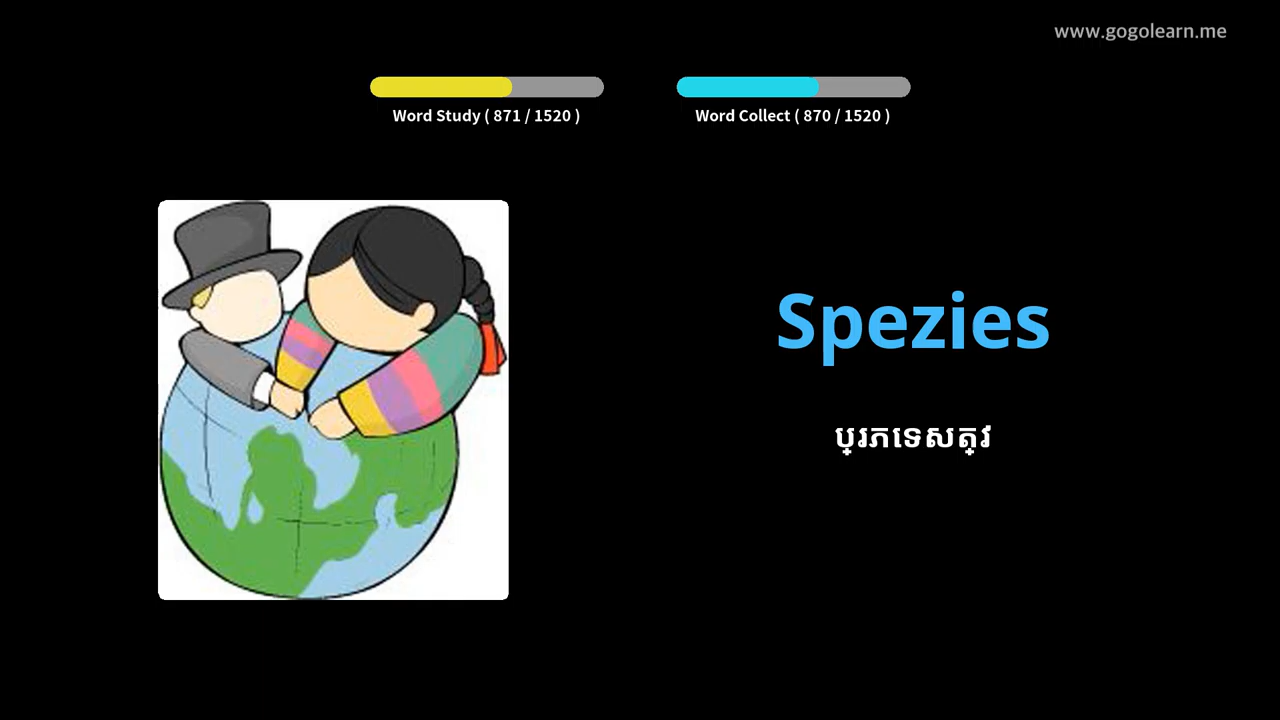 www.gogolearn.me
Word Study ( 871 / 1520 )
Word Collect ( 870 / 1520 )
Spezies
ប្រភទេសត្វ